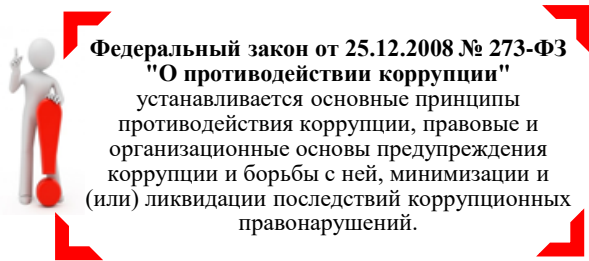 Федеральный закон от 25.12.2008 № 273-ФЗ
"О противодействии коррупции"
устанавливается основные принципы
противодействия коррупции, правовые и
организационные основы предупреждения
коррупции и борьбы с ней, минимизации и
(или) ликвидации последствий коррупционных
правонарушений.